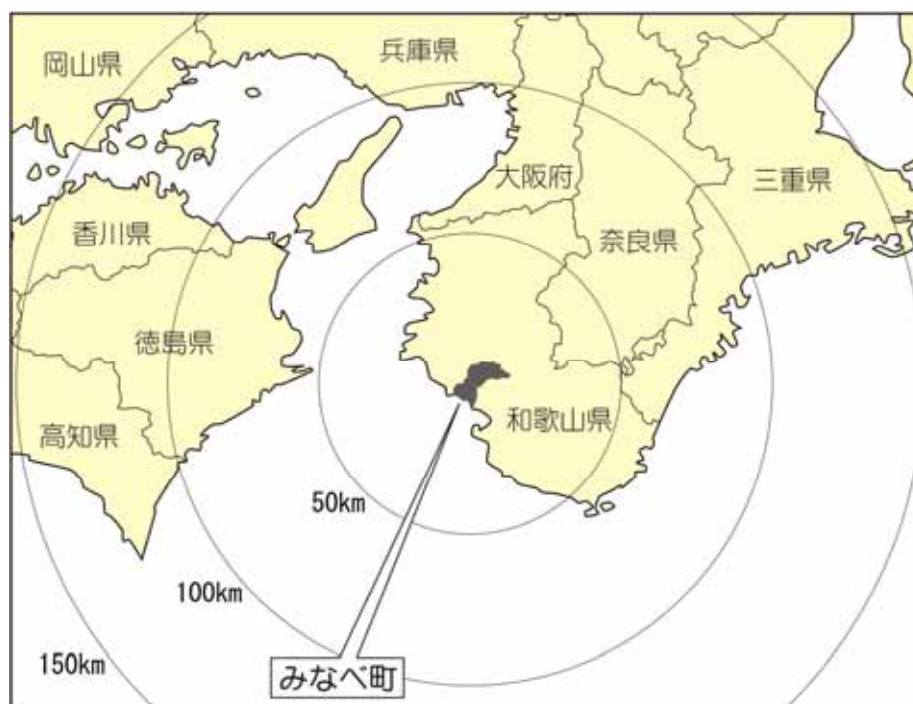 兵庫県
岡山県
大阪府
三重県
香川県
奈良県
徳島県
和歌山県
高知県
50km
100km
150km
みなべ町